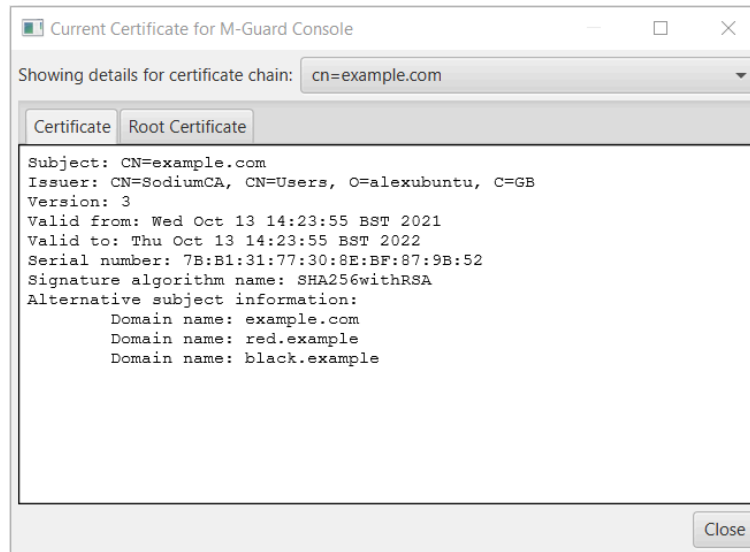 Current Certificate for M-Guard Console
Showing details for certificate chain: cn=example.com
Certificate Root Certificate
Subject: CN=example.com
Issuer: CN=SodiumCA, CN=Users, O=alexubuntu, C=GB
Version: 3
Valid from: Wed Oct 13 14:23:55 BST 2021
Valid to: Thu Oct 13 14:23:55 BST 2022
Serial number: 7B:B1:31:77:30:8E:BF:87:9B:52
Signature algorithm name: SHA256withRSA
Alternative subject information:
Domain name: example.com
Domain name: red.example
Domain name: black.example
Close